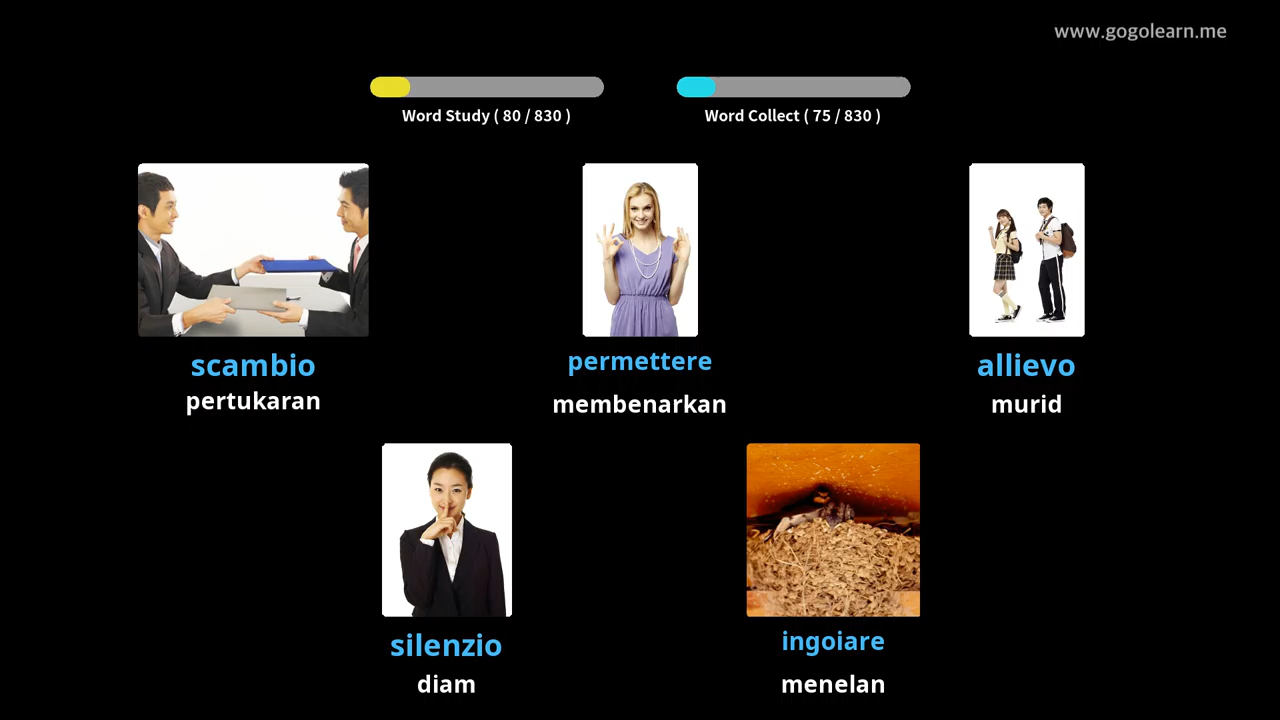 www.gogolearn.me
Word Study ( 80 / 830 )
Word Collect ( 75 / 830 )
scambio
pertukaran
permettere
membenarkan
allievo
murid
silenzio
diam
ingoiare
menelan